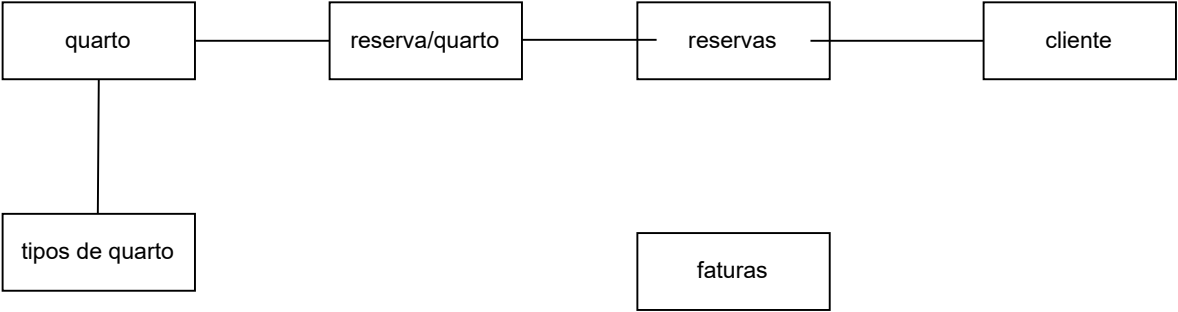 quarto
reserva/quarto
reservas
cliente
tipos de quarto
faturas